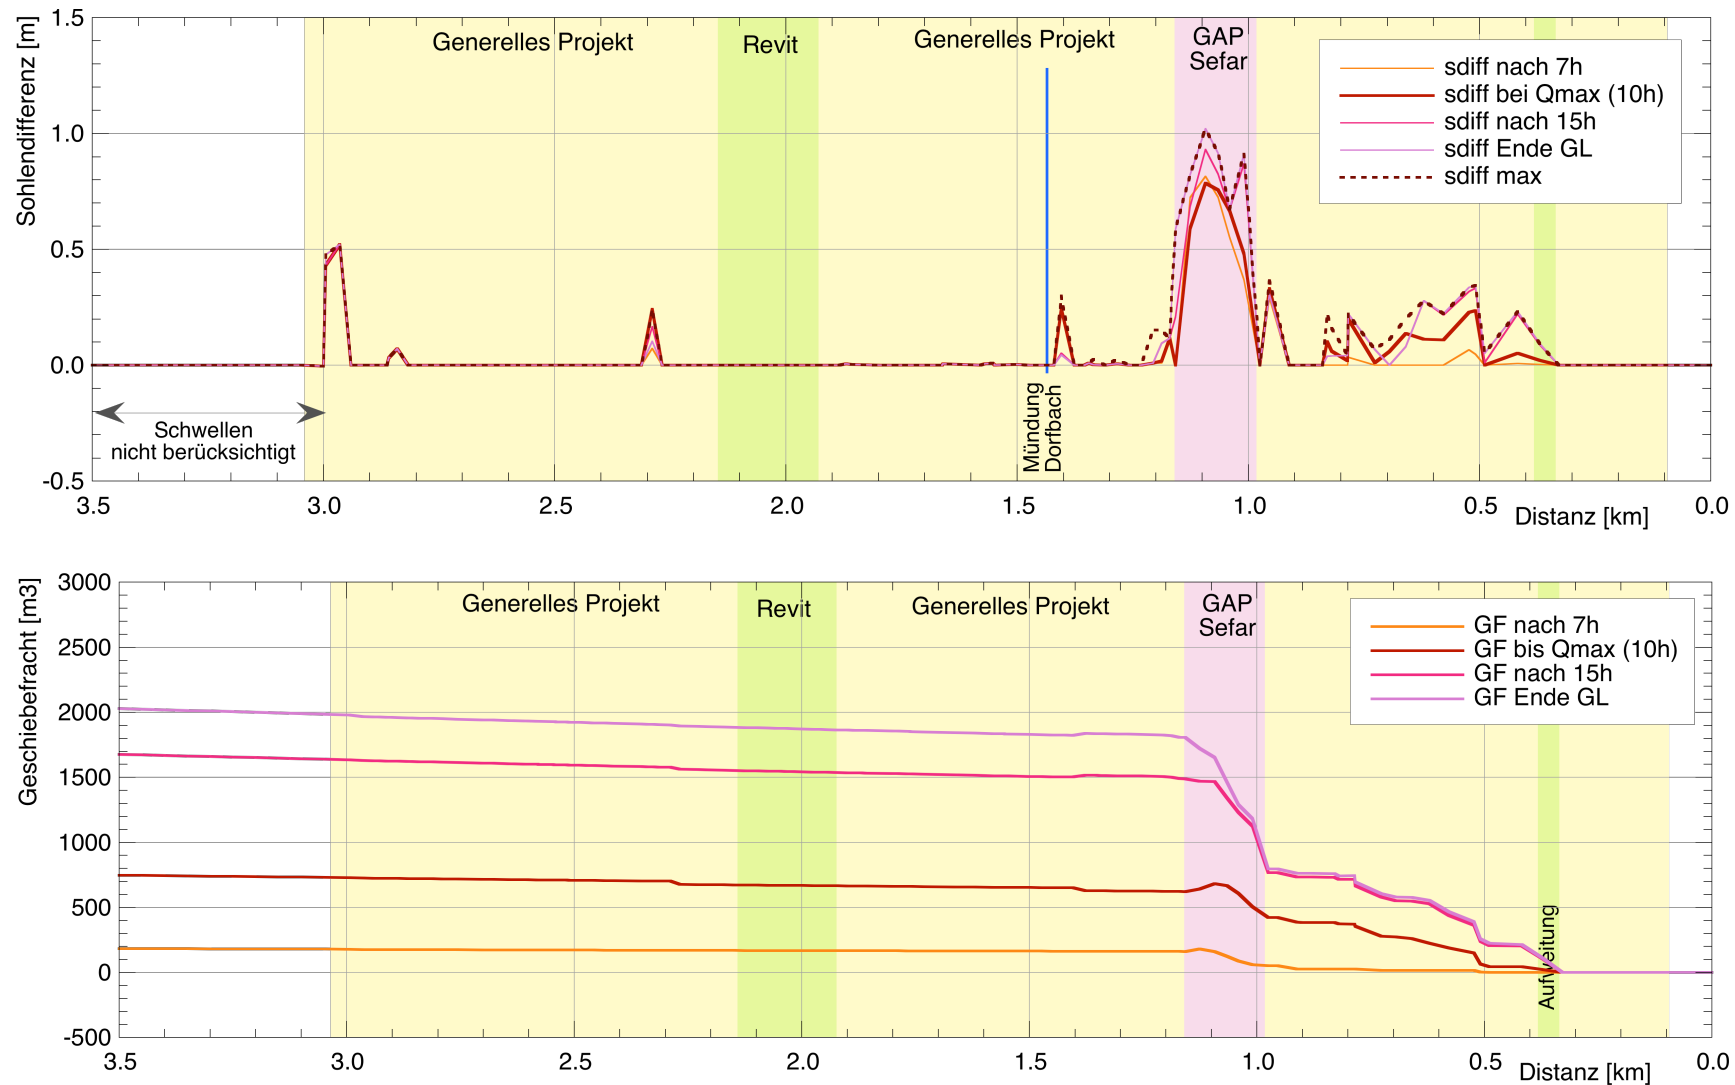 Sohlendifferenz [m]
1.5
1.0
0.5
0.0
-0.5
Generelles Projekt
Revit
Generelles Projekt
GAP
Sefar
sdiff nach 7h
sdiff bei Qmax (10h)
sdiff nach 15h
sdiff Ende GL
sdiff max
Schwellen
nicht berücksichtigt
Mündung
Dorfbach
3.5 3.0 2.5 2.0 1.5 1.0 0.5 0.0
Distanz [km]
Geschiebefracht [m3]
3000
2500
2000
1500
1000
500
0
-500
Generelles Projekt
Revit
Generelles Projekt
GAP
Sefar
GF nach 7h
GF bis Qmax (10h)
GF nach 15h
GF Ende GL
Aufweitung
3.5 3.0 2.5 2.0 1.5 1.0 0.5 0.0
Distanz [km]